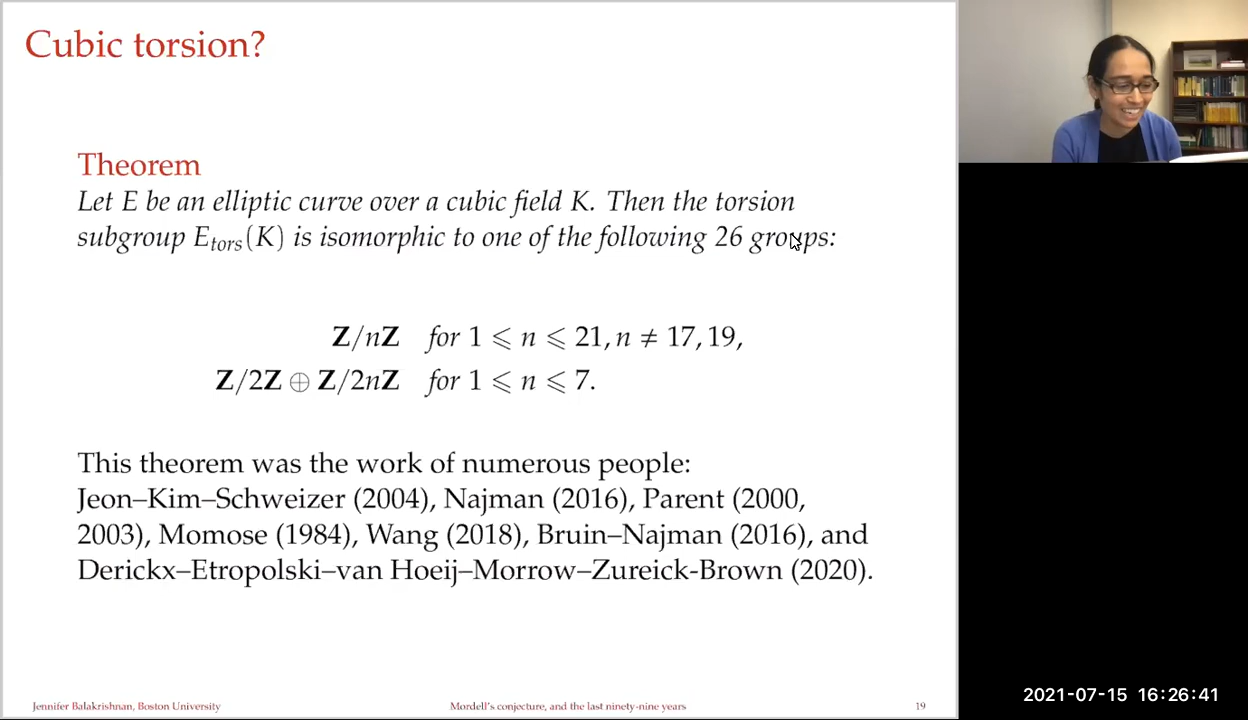 Cubic torsion?
Theorem
Let E be an elliptic curve over a cubic field K. Then the torsion
subgroup E_tors(K) is isomorphic to one of the following 26 groups:
Z/nZ for 1 ⩽ n ⩽ 21, n ≠ 17, 19,
Z/2Z ⊕ Z/2nZ for 1 ⩽ n ⩽ 7.
This theorem was the work of numerous people:
Jeon–Kim–Schweizer (2004), Najman (2016), Parent (2000,
2003), Momose (1984), Wang (2018), Bruin–Najman (2016), and
Derickx–Etropolski–van Hoeij–Morrow–Zureick-Brown (2020).
Jennifer Balakrishnan, Boston University
Mordell's conjecture, and the last ninety-nine years
19
2021-07-15 16:26:41